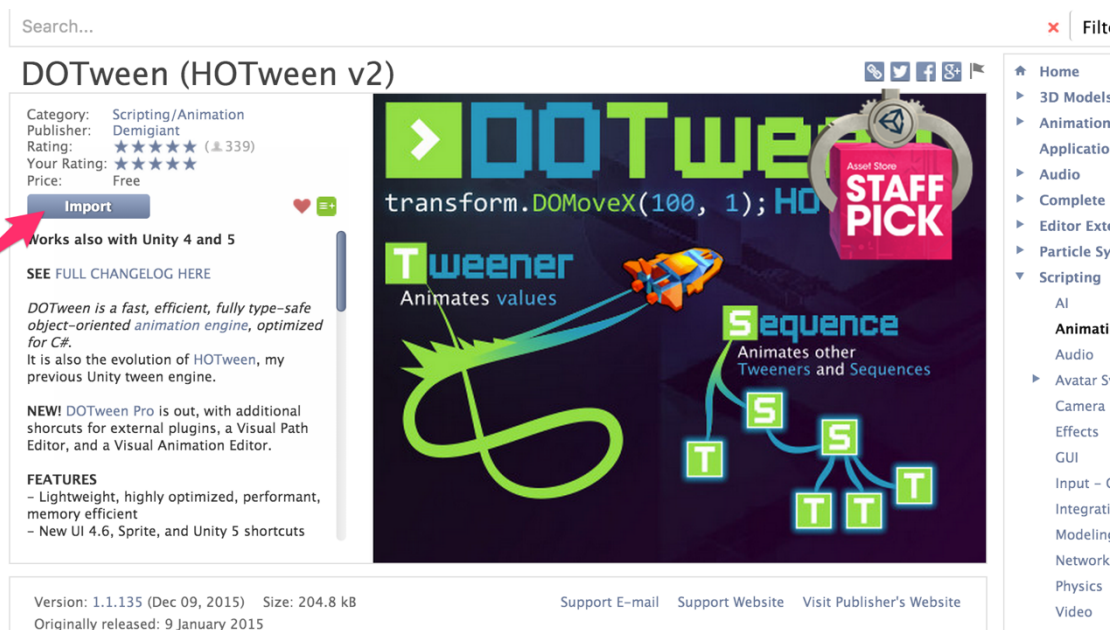 Search...
Filte
DOTween (HOTween v2)
Category: Scripting/Animation
Publisher: Demigiant
Rating: (339)
Your Rating:
Price: Free
Import
Works also with Unity 4 and 5
SEE FULL CHANGELOG HERE
DOTween is a fast, efficient, fully type-safe
object-oriented animation engine, optimized
for C#.
It is also the evolution of HOTween, my
previous Unity tween engine.
NEW! DOTween Pro is out, with additional
shorcuts for external plugins, a Visual Path
Editor, and a Visual Animation Editor.
FEATURES
- Lightweight, highly optimized, performant,
memory efficient
- New UI 4.6, Sprite, and Unity 5 shortcuts
DOTween
transform.DOMoveX(100, 1); HO
Asset Store
STAFF
PICK
Tweener
Animates values
Sequence
Animates other
Tweeners and Sequences
S
T
S
T
T
T
Home
3D Models
Animation
Applicatio
Audio
Complete
Editor Exte
Particle Sy
Scripting
AI
Animati
Audio
Avatar Sy
Camera
Effects
GUI
Input - C
Integrati
Modeling
Network
Physics
Video
Version: 1.1.135 (Dec 09, 2015) Size: 204.8 kB
Originally released: 9 January 2015
Support E-mail Support Website Visit Publisher's Website